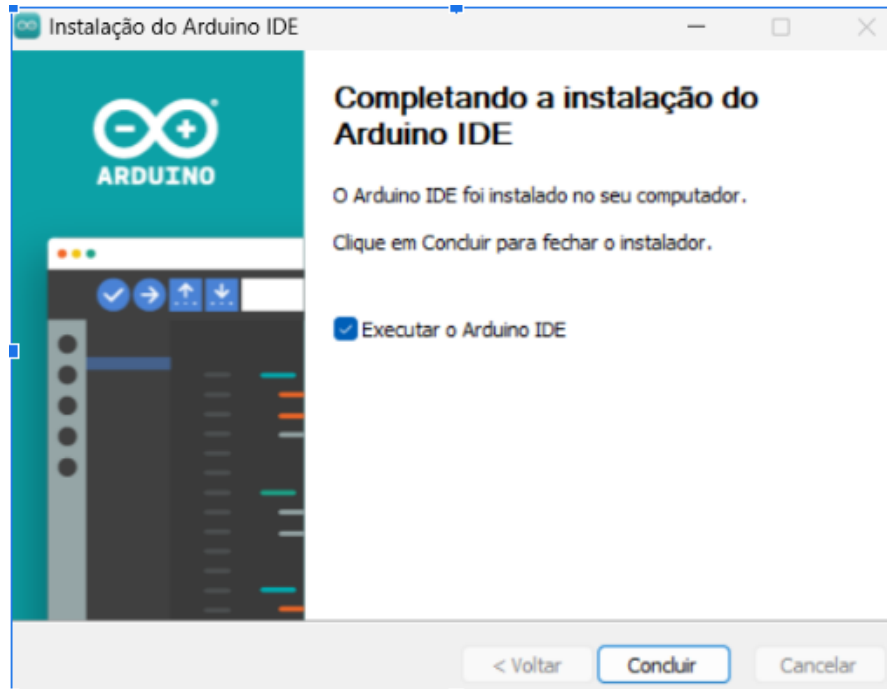 Instalação do Arduino IDE
ARDUINO
Completando a instalação do
Arduino IDE
O Arduino IDE foi instalado no seu computador.
Clique em Concluir para fechar o instalador.
Executar o Arduino IDE
< Voltar
Concluir
Cancelar